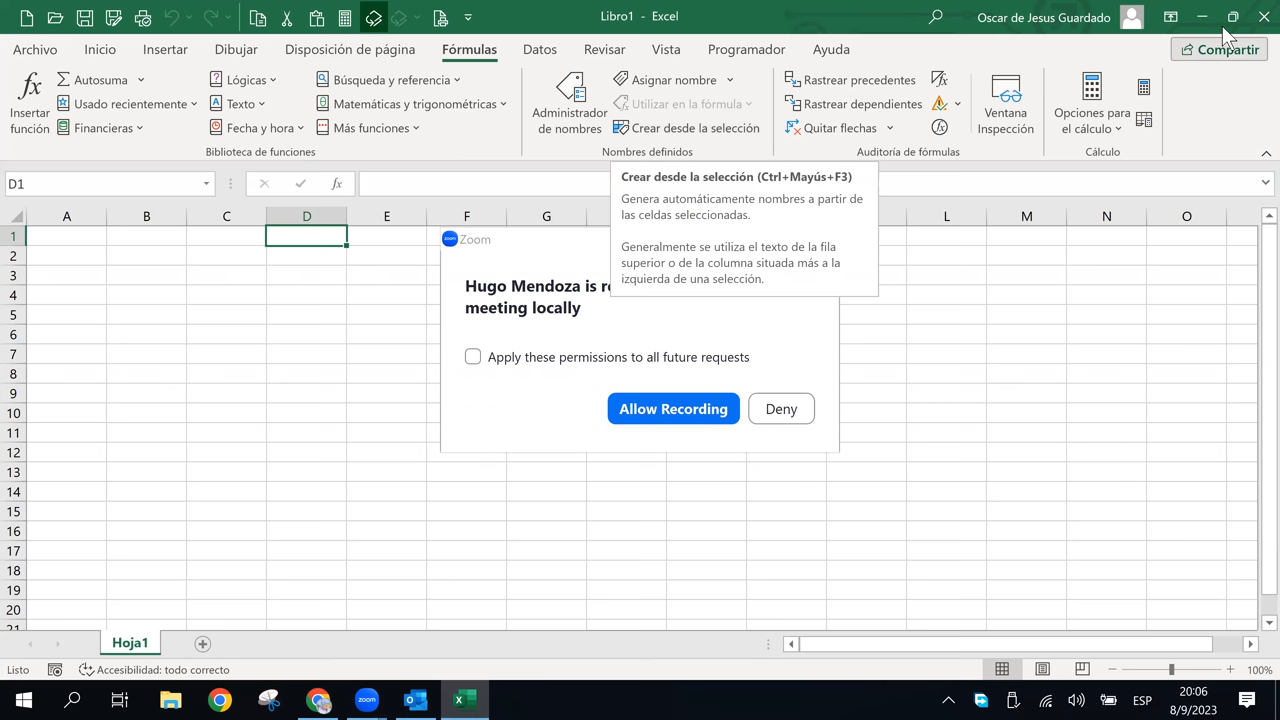 Libro1 - Excel
Oscar de Jesus Guardado
Archivo Inicio Insertar Dibujar Disposición de página Fórmulas Datos Revisar Vista Programador Ayuda
Compartir
Insertar función
Autosuma
Usado recientemente
Financieras
Lógicas
Texto
Fecha y hora
Búsqueda y referencia
Matemáticas y trigonométricas
Más funciones
Biblioteca de funciones
Administrador de nombres
Asignar nombre
Utilizar en la fórmula
Crear desde la selección
Nombres definidos
Rastrear precedentes
Rastrear dependientes
Quitar flechas
Auditoría de fórmulas
Ventana Inspección
Opciones para el cálculo
Cálculo
D1
fx
Crear desde la selección (Ctrl+Mayús+F3)
Genera automáticamente nombres a partir de
las celdas seleccionadas.
Generalmente se utiliza el texto de la fila
superior o de la columna situada más a la
izquierda de una selección.
A B C D E F G L M N O
1
2
3
4
5
6
7
8
9
10
11
12
13
14
15
16
17
18
19
20
21
zoom Zoom
Hugo Mendoza is
meeting locally
Apply these permissions to all future requests
Allow Recording Deny
Hoja1
Listo
Accesibilidad: todo correcto
100%
zoom
ESP
20:06
8/9/2023